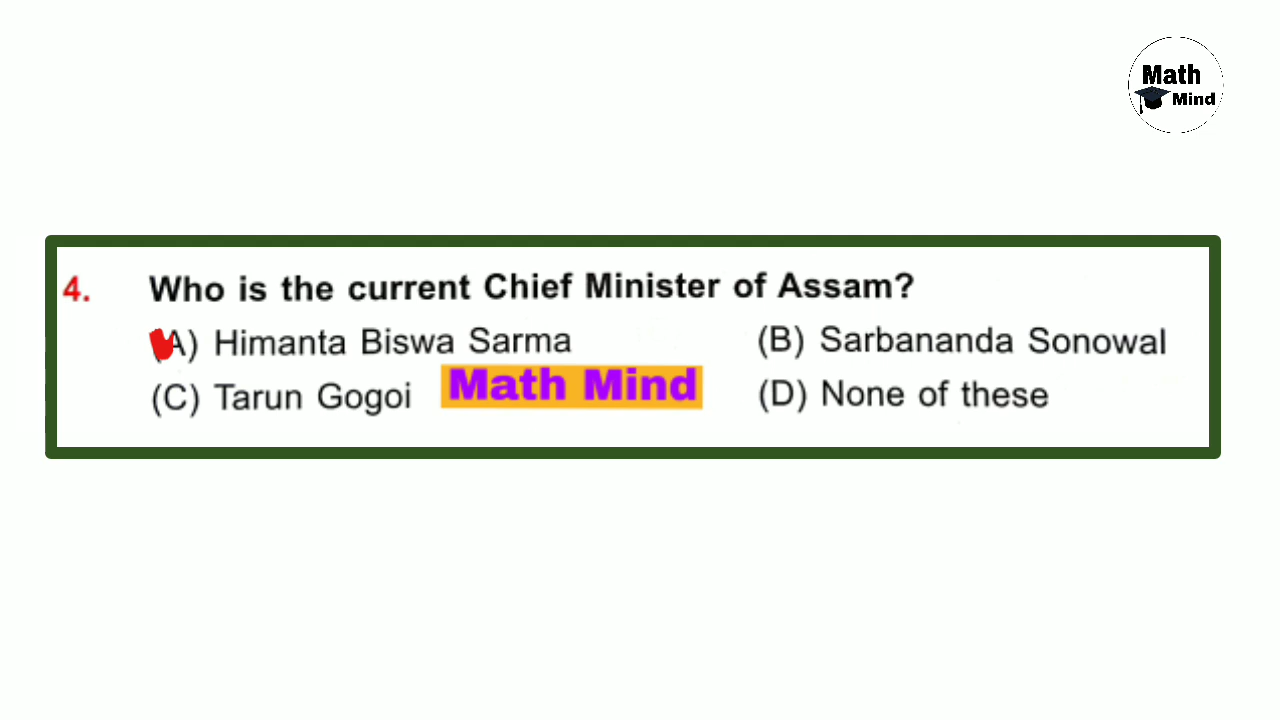 Math
Mind
4. Who is the current Chief Minister of Assam?
(A) Himanta Biswa Sarma (B) Sarbananda Sonowal
(C) Tarun Gogoi Math Mind (D) None of these